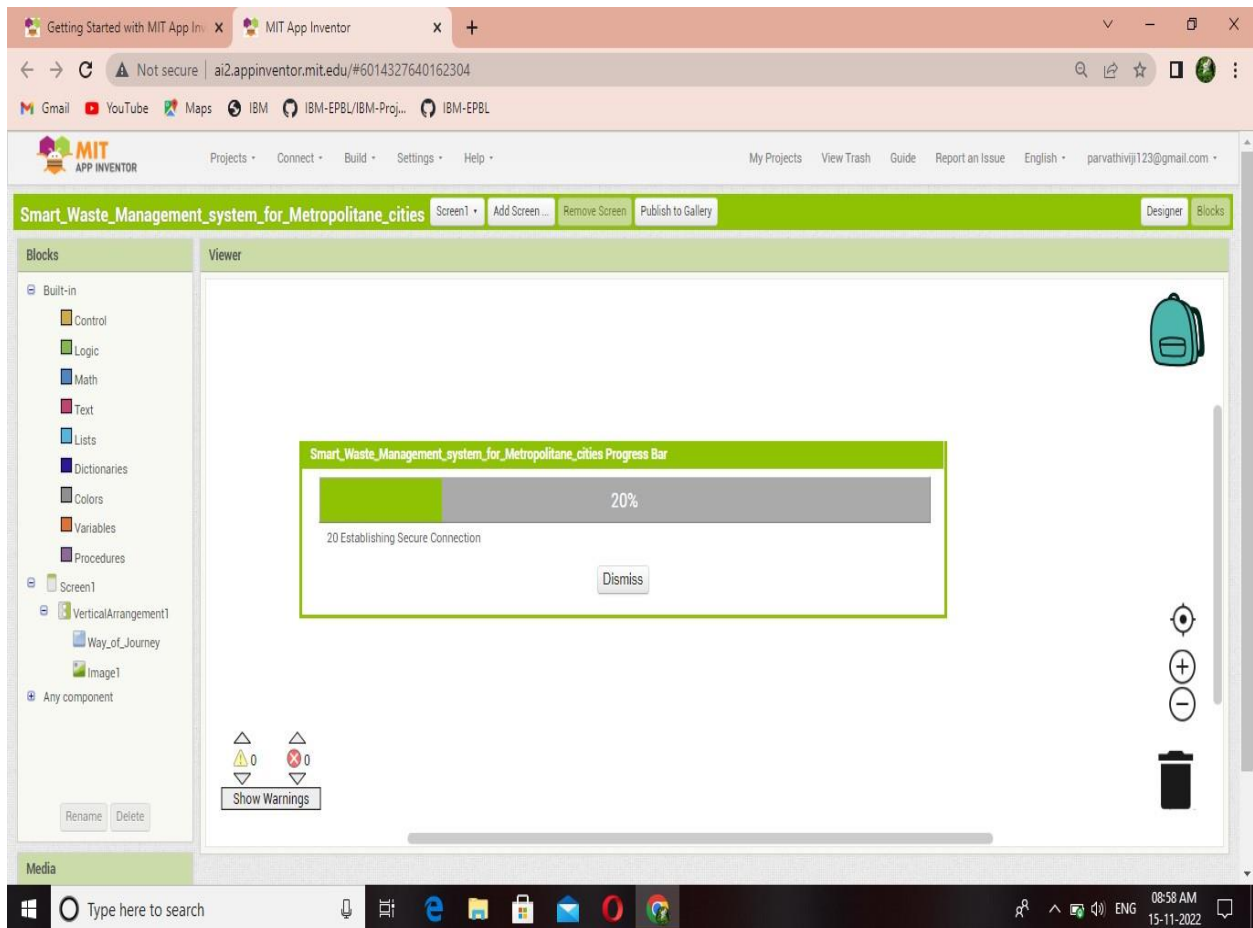 Getting Started with MIT App Inv
MIT App Inventor
Not secure ai2.appinventor.mit.edu/#6014327640162304
Gmail YouTube Maps IBM IBM-EPBL/IBM-Proj... IBM-EPBL
MIT
APP INVENTOR
Projects Connect Build Settings Help My Projects View Trash Guide Report an Issue English parvathiviji123@gmail.com
Smart_Waste_Management_system_for_Metropolitane_cities Screen1 Add Screen ... Remove Screen Publish to Gallery Designer Blocks
Blocks Viewer
Built-in
Control
Logic
Math
Text
Lists
Dictionaries
Colors
Variables
Procedures
Screen1
VerticalArrangement1
Way_of_Journey
Image1
Any component
Smart_Waste_Management_system_for_Metropolitane_cities Progress Bar
20%
20 Establishing Secure Connection
Dismiss
0 0
Show Warnings
Rename Delete
Media
Type here to search
ENG
08:58 AM
15-11-2022